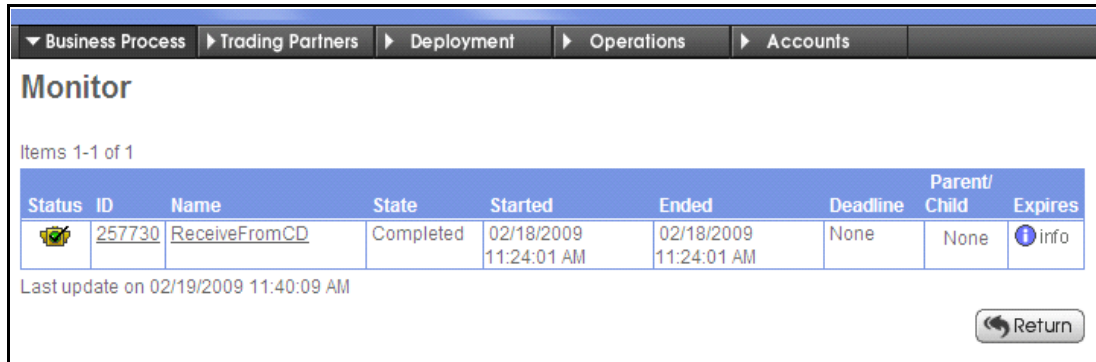 Business Process Trading Partners Deployment Operations Accounts
Monitor
Items 1-1 of 1
Status ID Name State Started Ended Deadline Parent/ Child Expires
257730 ReceiveFromCD Completed 02/18/2009 11:24:01 AM 02/18/2009 11:24:01 AM None None info
Last update on 02/19/2009 11:40:09 AM
Return